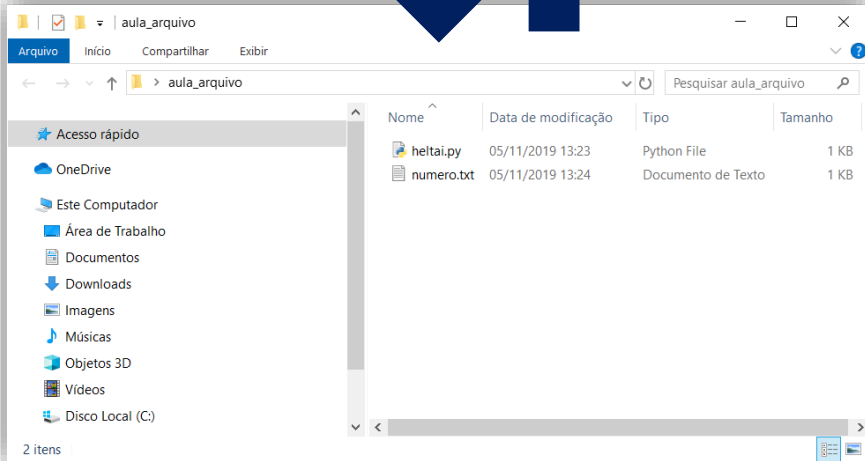 aula_arquivo
Arquivo Início Compartilhar Exibir
aula_arquivo Pesquisar aula_arquivo
Nome Data de modificação Tipo Tamanho
Acesso rápido
heltai.py 05/11/2019 13:23 Python File 1 KB
OneDrive
numero.txt 05/11/2019 13:24 Documento de Texto 1 KB
Este Computador
Área de Trabalho
Documentos
Downloads
Imagens
Músicas
Objetos 3D
Vídeos
Disco Local (C:)
2 itens